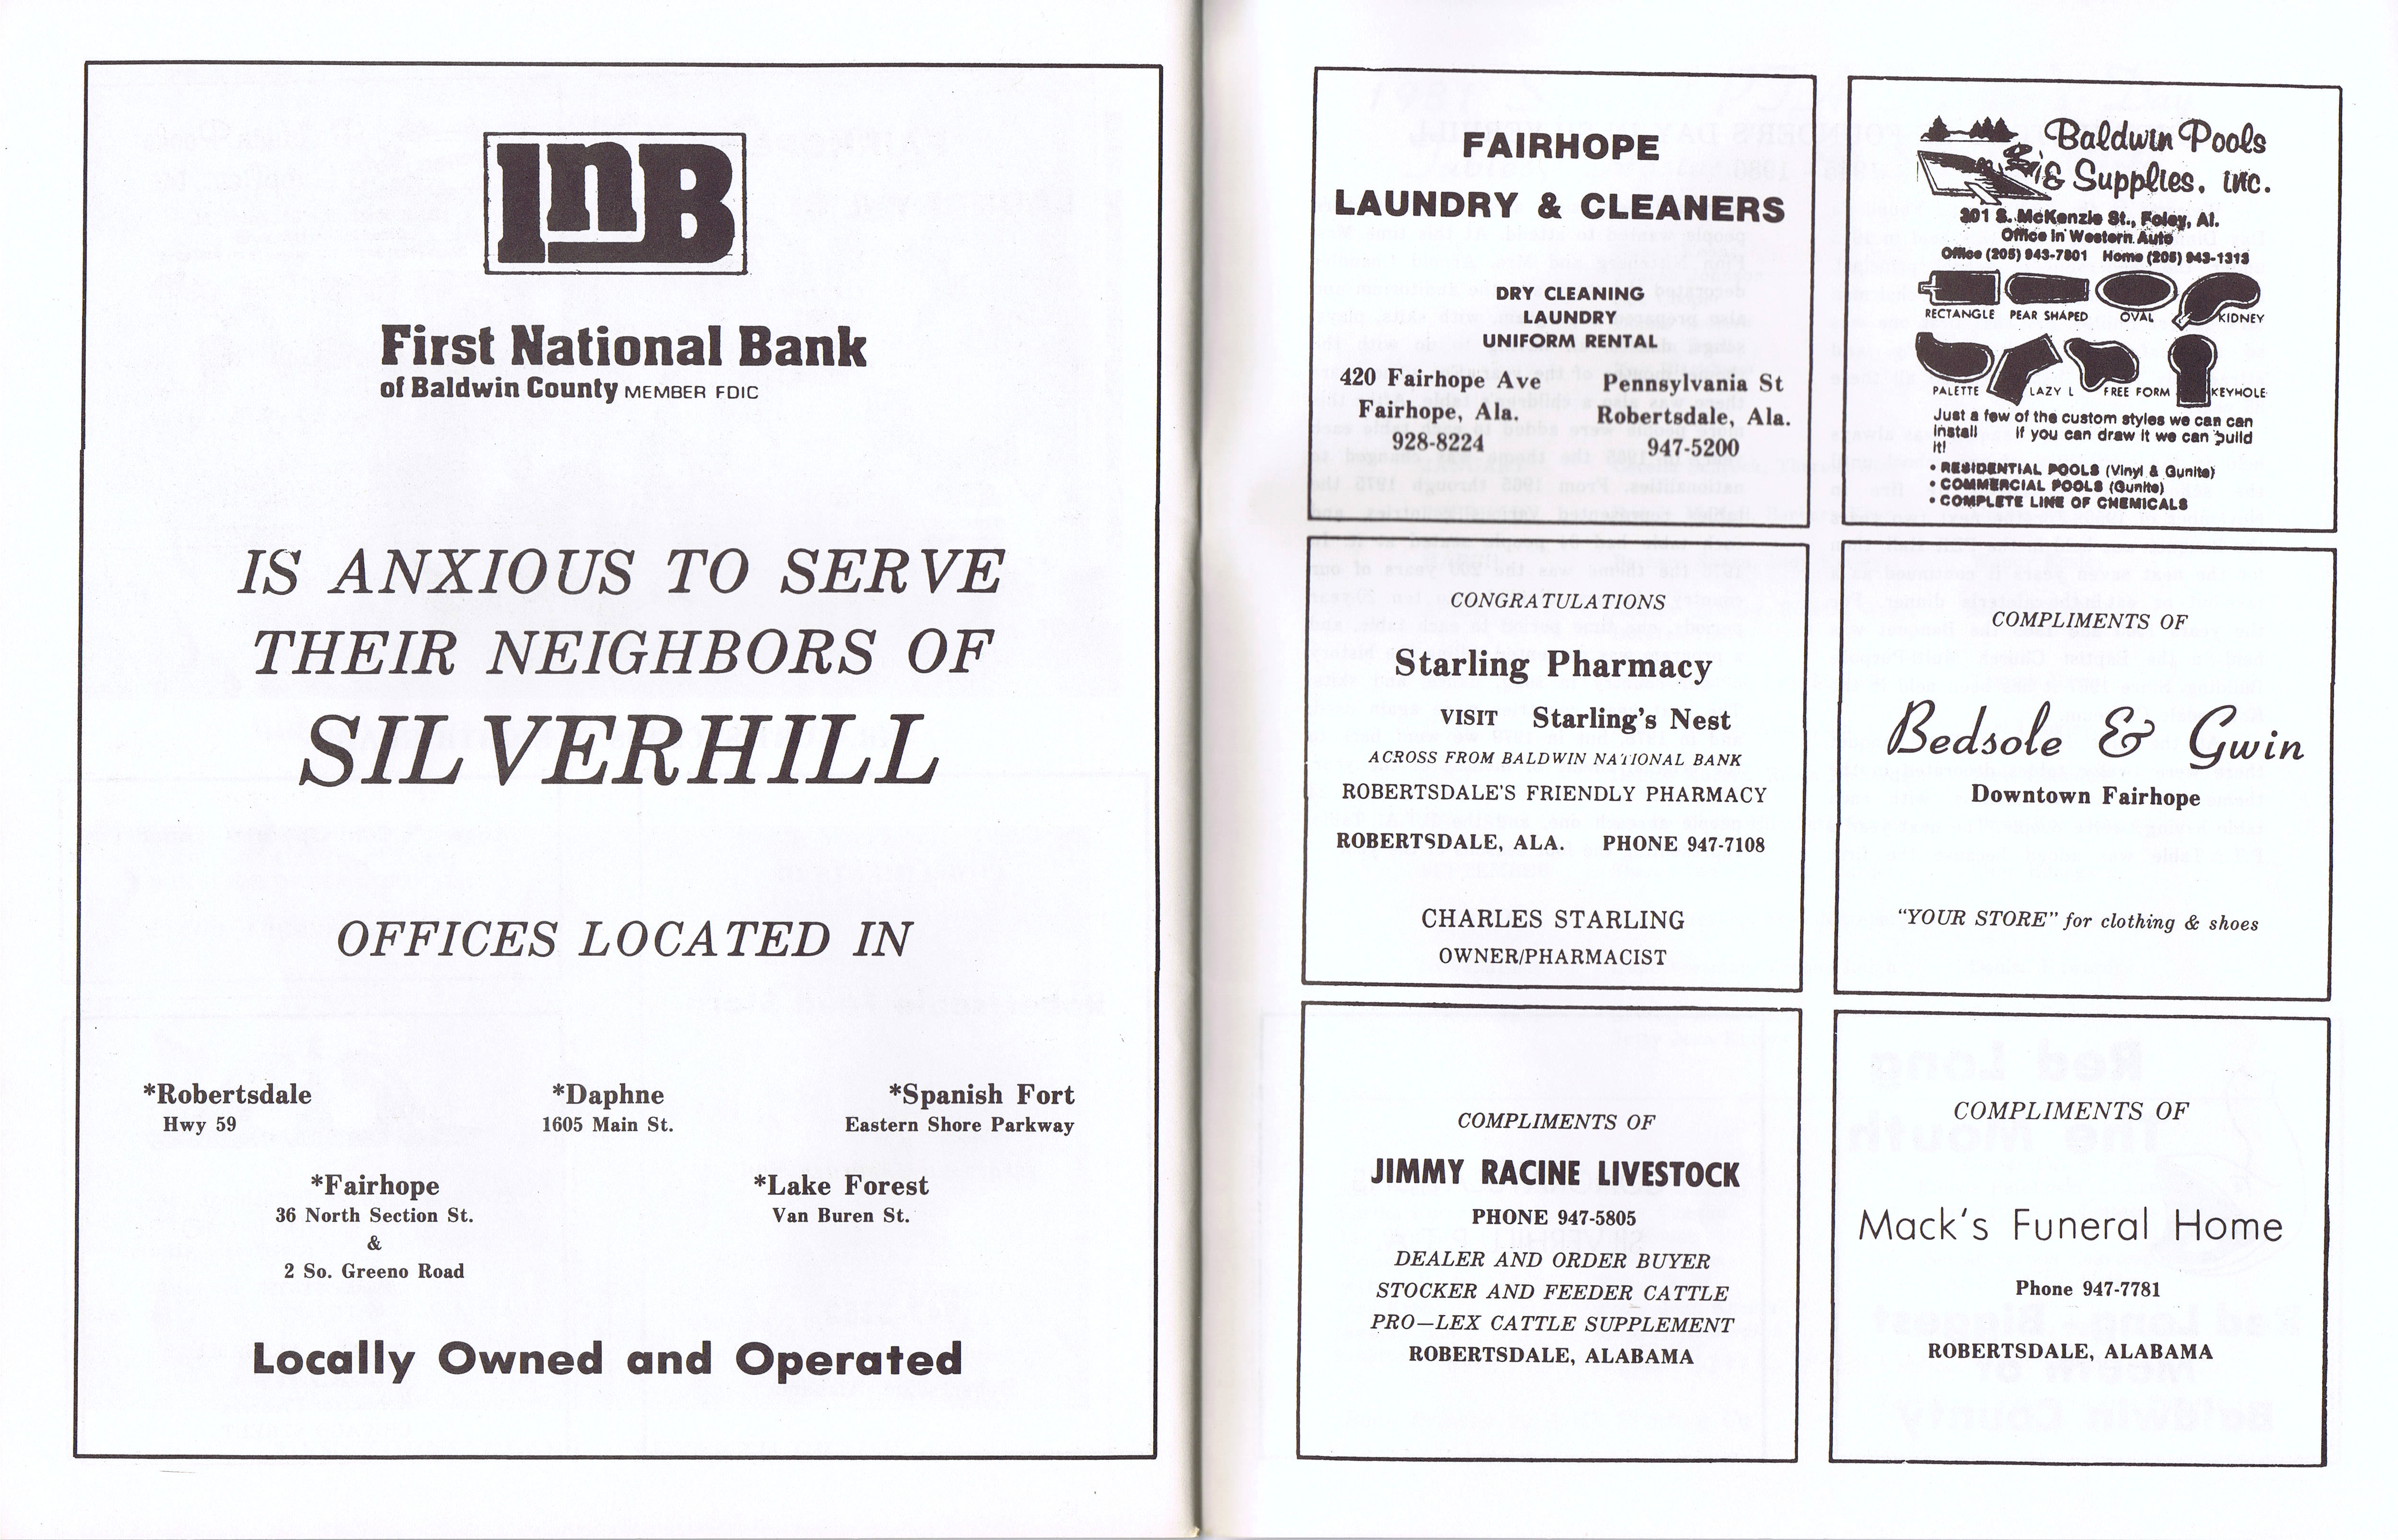 1nB
First National Bank
of Baldwin County MEMBER FDIC
IS ANXIOUS TO SERVE
THEIR NEIGHBORS OF
SILVERHILL
OFFICES LOCATED IN
*Robertsdale
Hwy 59
*Daphne
1605 Main St.
*Spanish Fort
Eastern Shore Parkway
*Fairhope
36 North Section St.
&
2 So. Greeno Road
*Lake Forest
Van Buren St.
Locally Owned and Operated
FAIRHOPE
LAUNDRY & CLEANERS
DRY CLEANING
LAUNDRY
UNIFORM RENTAL
420 Fairhope Ave
Fairhope, Ala.
928-8224
Pennsylvania St
Robertsdale, Ala.
947-5200
Baldwin Pools
& Supplies, inc.
301 S. McKenzie St., Foley, Al.
Office in Western Auto
Office (205) 943-7801 Home (205) 943-1313
RECTANGLE PEAR SHAPED OVAL KIDNEY
PALETTE LAZY L FREE FORM KEYHOLE
Just a few of the custom styles we can can
install if you can draw it we can build
it!
• RESIDENTIAL POOLS (Vinyl & Gunite)
• COMMERCIAL POOLS (Gunite)
• COMPLETE LINE OF CHEMICALS
CONGRATULATIONS
Starling Pharmacy
VISIT Starling's Nest
ACROSS FROM BALDWIN NATIONAL BANK
ROBERTSDALE'S FRIENDLY PHARMACY
ROBERTSDALE, ALA. PHONE 947-7108
CHARLES STARLING
OWNER/PHARMACIST
COMPLIMENTS OF
Bedsole & Gwin
Downtown Fairhope
"YOUR STORE" for clothing & shoes
COMPLIMENTS OF
JIMMY RACINE LIVESTOCK
PHONE 947-5805
DEALER AND ORDER BUYER
STOCKER AND FEEDER CATTLE
PRO—LEX CATTLE SUPPLEMENT
ROBERTSDALE, ALABAMA
COMPLIMENTS OF
Mack's Funeral Home
Phone 947-7781
ROBERTSDALE, ALABAMA